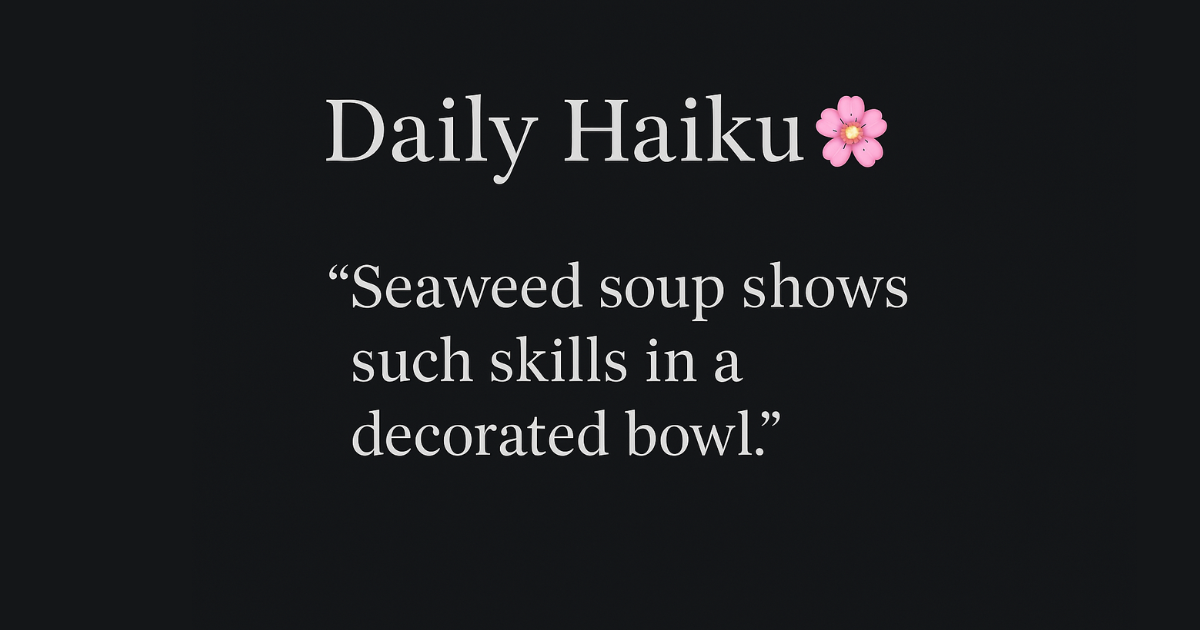 Daily Haiku🌸
“Seaweed soup shows
such skills in a
decorated bowl.”